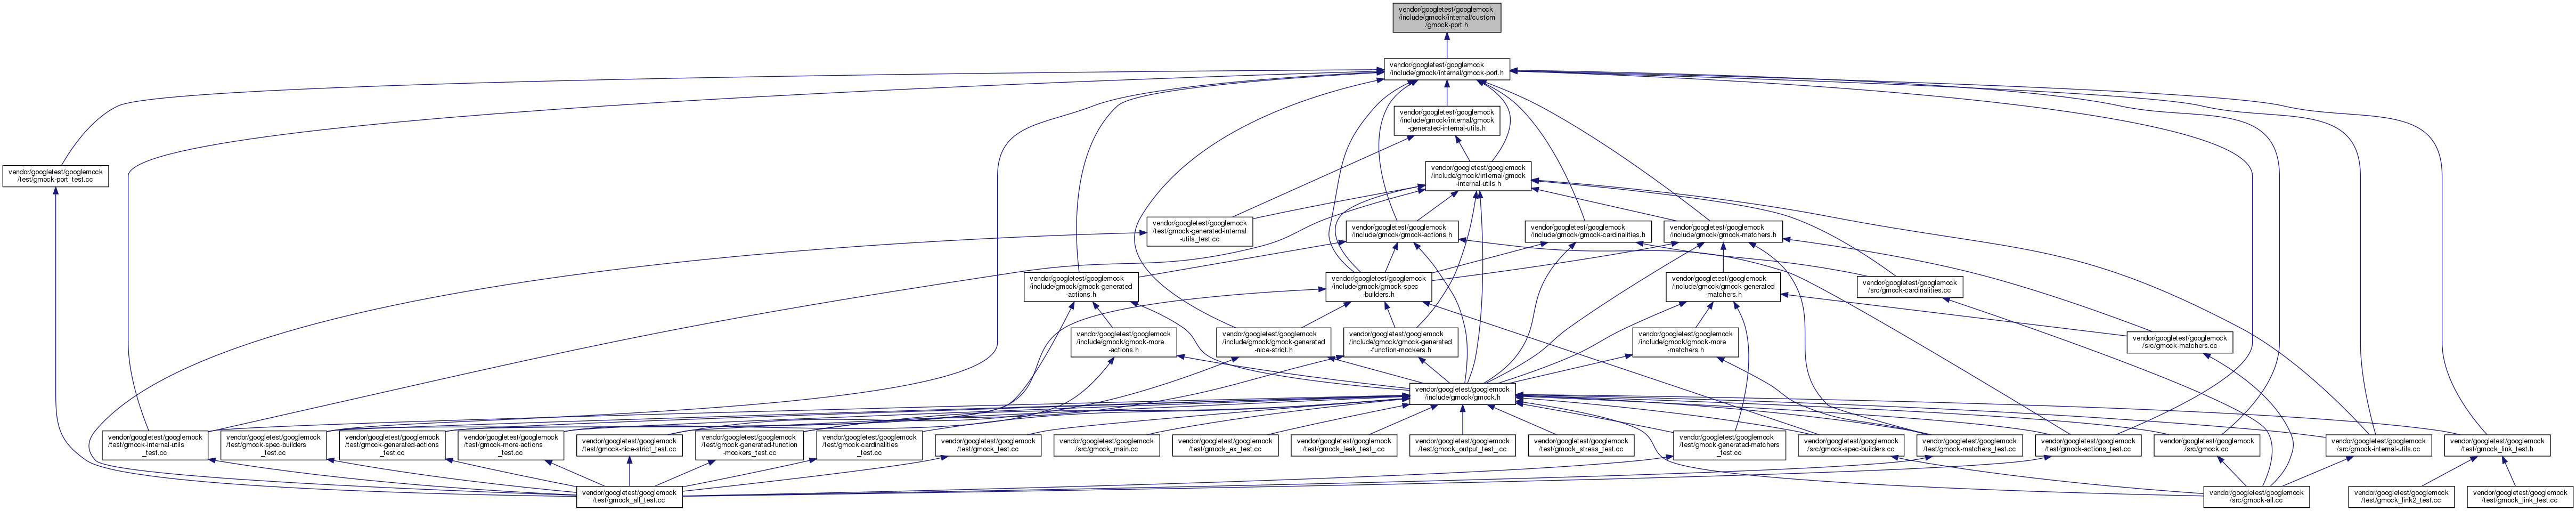 vendor/googletest/googlemock
/include/gmock/internal/custom
/gmock-port.h
vendor/googletest/googlemock
/include/gmock/internal/gmock-port.h
vendor/googletest/googlemock
/include/gmock/internal/gmock
-generated-internal-utils.h
vendor/googletest/googlemock
/test/gmock-port_test.cc
vendor/googletest/googlemock
/include/gmock/internal/gmock
-internal-utils.h
vendor/googletest/googlemock
/test/gmock-generated-internal
-utils_test.cc
vendor/googletest/googlemock
/include/gmock/gmock-actions.h
vendor/googletest/googlemock
/include/gmock/gmock-cardinalities.h
vendor/googletest/googlemock
/include/gmock/gmock-matchers.h
vendor/googletest/googlemock
/include/gmock/gmock-generated
-actions.h
vendor/googletest/googlemock
/include/gmock/gmock-spec
-builders.h
vendor/googletest/googlemock
/include/gmock/gmock-generated
-matchers.h
vendor/googletest/googlemock
/src/gmock-cardinalities.cc
vendor/googletest/googlemock
/include/gmock/gmock-more
-actions.h
vendor/googletest/googlemock
/include/gmock/gmock-generated
-nice-strict.h
vendor/googletest/googlemock
/include/gmock/gmock-generated
-function-mockers.h
vendor/googletest/googlemock
/include/gmock/gmock-more
-matchers.h
vendor/googletest/googlemock
/src/gmock-matchers.cc
vendor/googletest/googlemock
/include/gmock/gmock.h
vendor/googletest/googlemock
/test/gmock-internal-utils
_test.cc
vendor/googletest/googlemock
/test/gmock-spec-builders
_test.cc
vendor/googletest/googlemock
/test/gmock-generated-actions
_test.cc
vendor/googletest/googlemock
/test/gmock-more-actions
_test.cc
vendor/googletest/googlemock
/test/gmock-nice-strict_test.cc
vendor/googletest/googlemock
/test/gmock-generated-function
-mockers_test.cc
vendor/googletest/googlemock
/test/gmock-cardinalities
_test.cc
vendor/googletest/googlemock
/test/gmock_test.cc
vendor/googletest/googlemock
/src/gmock_main.cc
vendor/googletest/googlemock
/test/gmock_ex_test.cc
vendor/googletest/googlemock
/test/gmock_leak_test_.cc
vendor/googletest/googlemock
/test/gmock_output_test_.cc
vendor/googletest/googlemock
/test/gmock_stress_test.cc
vendor/googletest/googlemock
/test/gmock-generated-matchers
_test.cc
vendor/googletest/googlemock
/src/gmock-spec-builders.cc
vendor/googletest/googlemock
/test/gmock-matchers_test.cc
vendor/googletest/googlemock
/test/gmock-actions_test.cc
vendor/googletest/googlemock
/src/gmock.cc
vendor/googletest/googlemock
/src/gmock-internal-utils.cc
vendor/googletest/googlemock
/test/gmock_link_test.h
vendor/googletest/googlemock
/test/gmock_all_test.cc
vendor/googletest/googlemock
/src/gmock-all.cc
vendor/googletest/googlemock
/test/gmock_link2_test.cc
vendor/googletest/googlemock
/test/gmock_link_test.cc